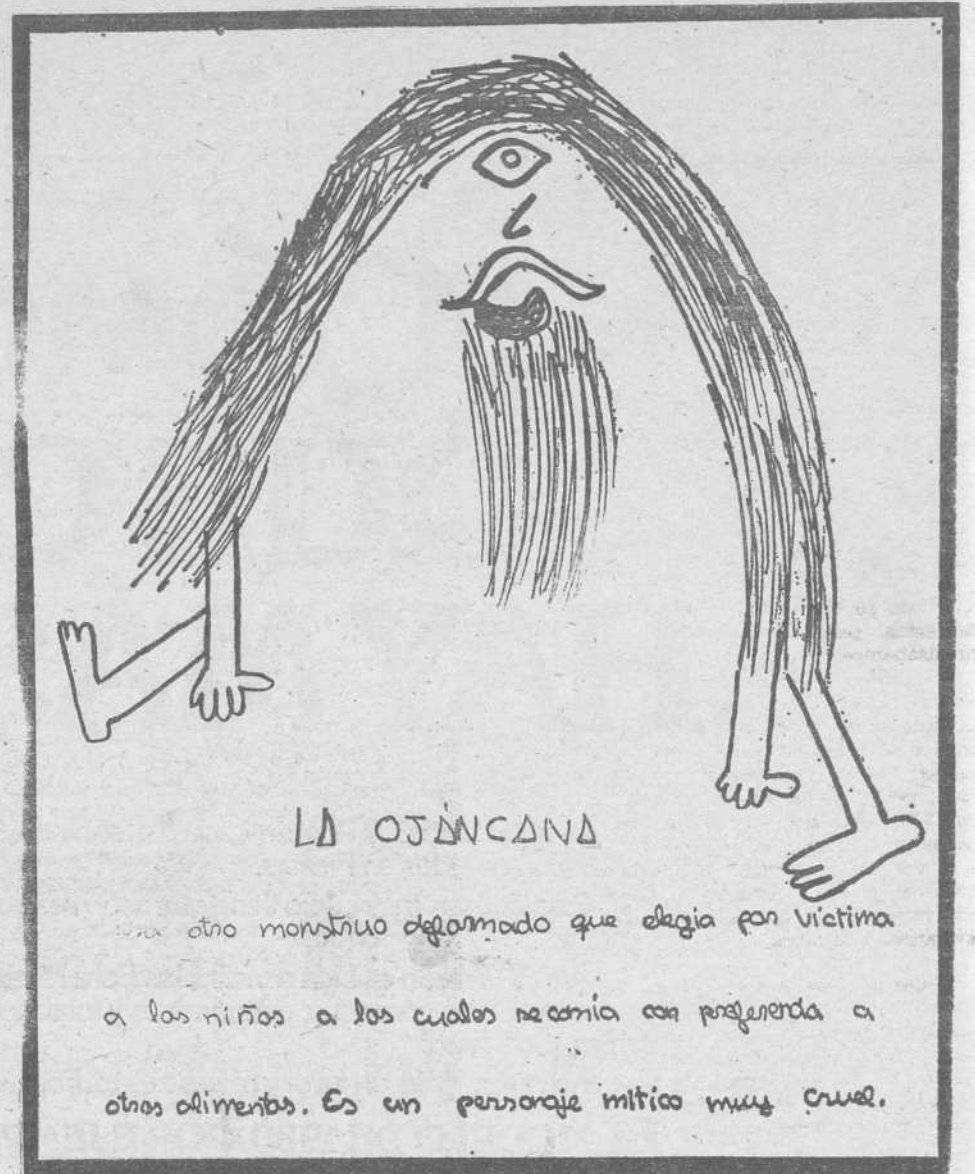 LA OJÁNCANA
otro monstruo deformado que elegia por víctima
a los niños a los cuales se comía con preferencia a
otros alimentos. Es un personaje mítico muy cruel.